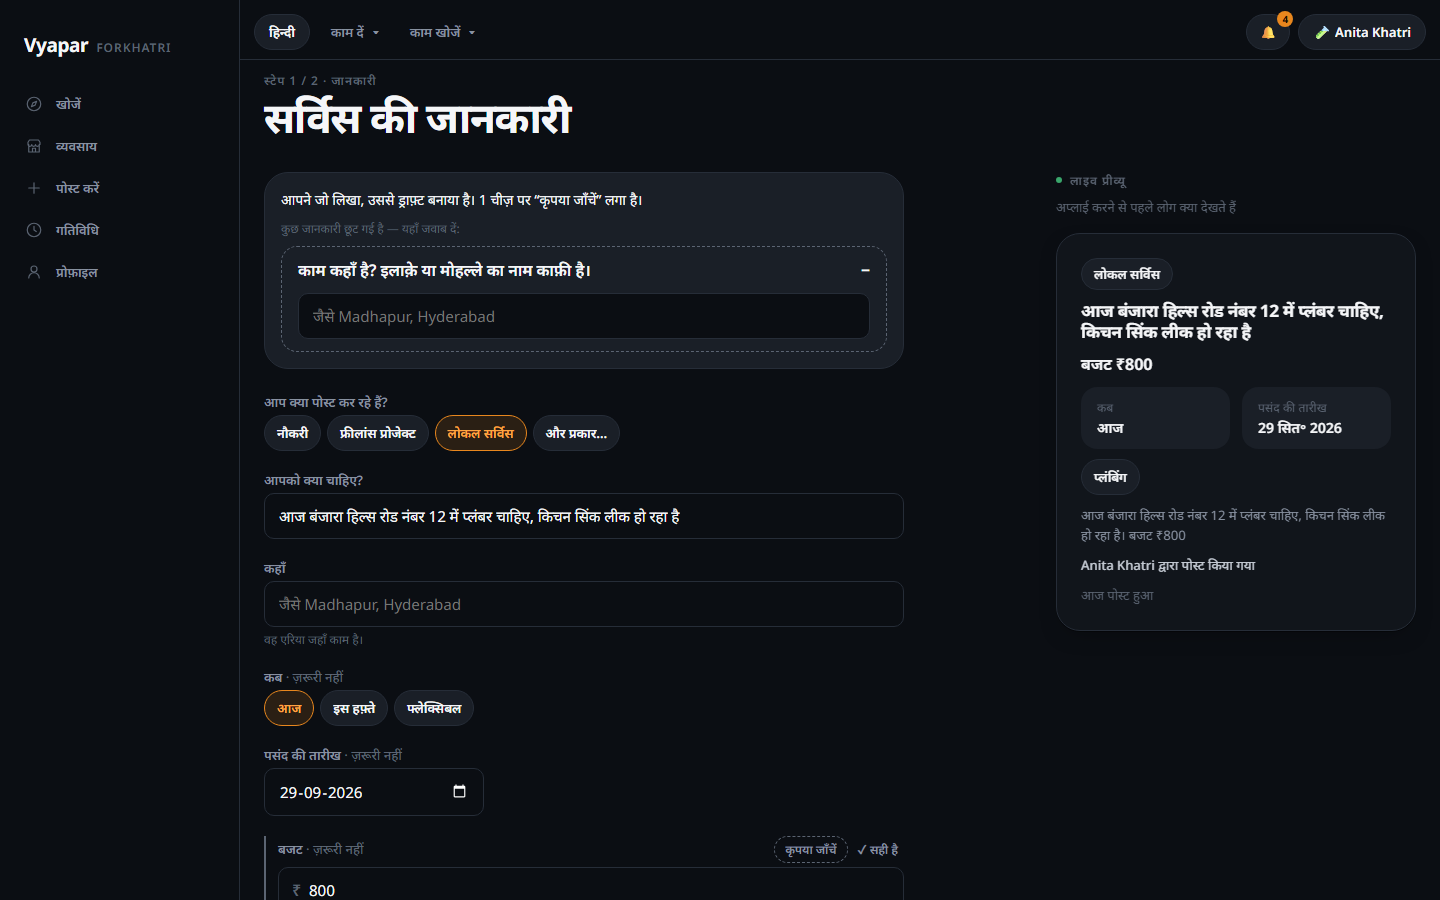 Vyapar FORKHATRI
खोजें
व्यवसाय
पोस्ट करें
गतिविधि
प्रोफ़ाइल
हिन्दी
काम दें
काम खोजें
4
Anita Khatri
स्टेप 1 / 2 · जानकारी
सर्विस की जानकारी
आपने जो लिखा, उससे ड्राफ़्ट बनाया है। 1 चीज़ पर “कृपया जाँचें” लगा है।
कुछ जानकारी छूट गई है — यहाँ जवाब दें:
काम कहाँ है? इलाक़े या मोहल्ले का नाम काफ़ी है।
जैसे Madhapur, Hyderabad
आप क्या पोस्ट कर रहे हैं?
नौकरी
फ्रीलांस प्रोजेक्ट
लोकल सर्विस
और प्रकार...
आपको क्या चाहिए?
आज बंजारा हिल्स रोड नंबर 12 में प्लंबर चाहिए, किचन सिंक लीक हो रहा है
कहाँ
जैसे Madhapur, Hyderabad
वह एरिया जहाँ काम है।
कब · ज़रूरी नहीं
आज
इस हफ़्ते
फ्लेक्सिबल
पसंद की तारीख · ज़रूरी नहीं
29-09-2026
बजट · ज़रूरी नहीं
कृपया जाँचें
✓ सही है
₹ 800
लाइव प्रीव्यू
अप्लाई करने से पहले लोग क्या देखते हैं
लोकल सर्विस
आज बंजारा हिल्स रोड नंबर 12 में प्लंबर चाहिए,
किचन सिंक लीक हो रहा है
बजट ₹800
कब
आज
पसंद की तारीख
29 सित॰ 2026
प्लंबिंग
आज बंजारा हिल्स रोड नंबर 12 में प्लंबर चाहिए, किचन सिंक लीक
हो रहा है। बजट ₹800
Anita Khatri द्वारा पोस्ट किया गया
आज पोस्ट हुआ